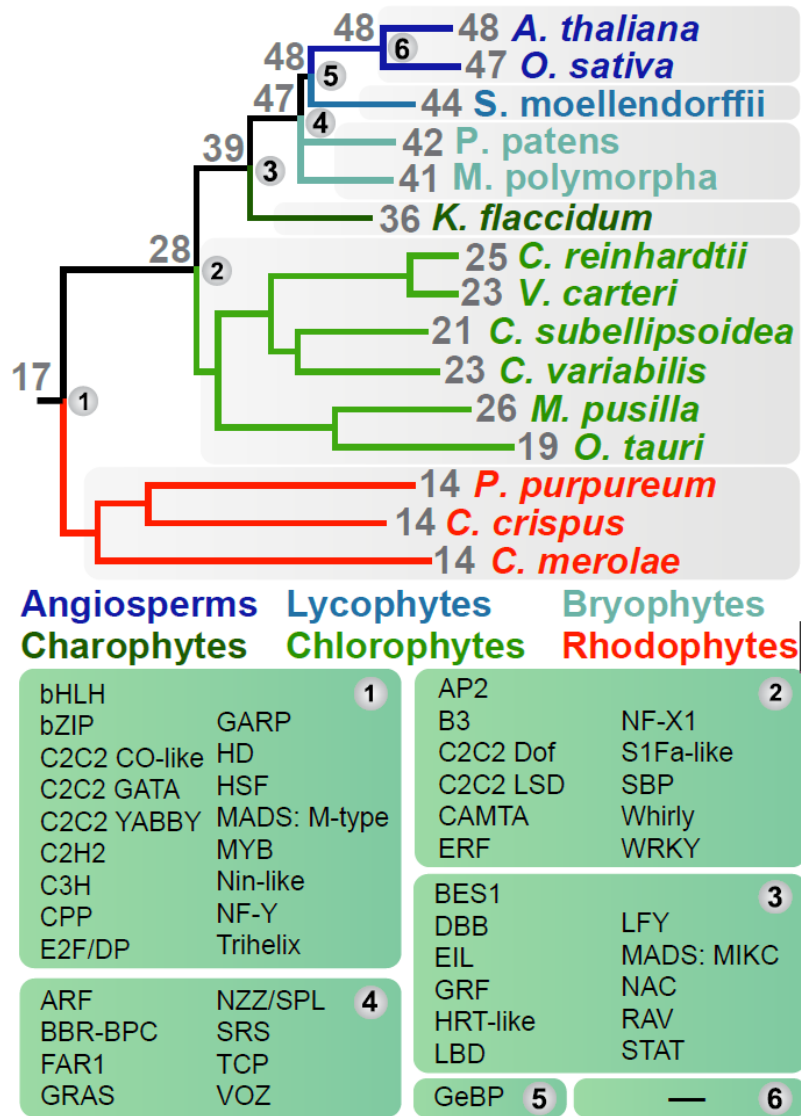 48 A. thaliana
48
6
47 O. sativa
48
5
44 S. moellendorffii
47
4
42 P. patens
41 M. polymorpha
39
3
36 K. flaccidum
28
2
25 C. reinhardtii
23 V. carteri
21 C. subellipsoidea
23 C. variabilis
17
1
26 M. pusilla
19 O. tauri
14 P. purpureum
14 C. crispus
14 C. merolae
Angiosperms Lycophytes Bryophytes
Charophytes Chlorophytes Rhodophytes
1
bHLH
bZIP
C2C2 CO-like
C2C2 GATA
C2C2 YABBY
C2H2
C3H
CPP
E2F/DP
GARP
HD
HSF
MADS: M-type
MYB
Nin-like
NF-Y
Trihelix
2
AP2
B3
C2C2 Dof
C2C2 LSD
CAMTA
ERF
NF-X1
S1Fa-like
SBP
Whirly
WRKY
3
BES1
DBB
EIL
GRF
HRT-like
LBD
LFY
MADS: MIKC
NAC
RAV
STAT
4
ARF
BBR-BPC
FAR1
GRAS
NZZ/SPL
SRS
TCP
VOZ
GeBP 5
— 6